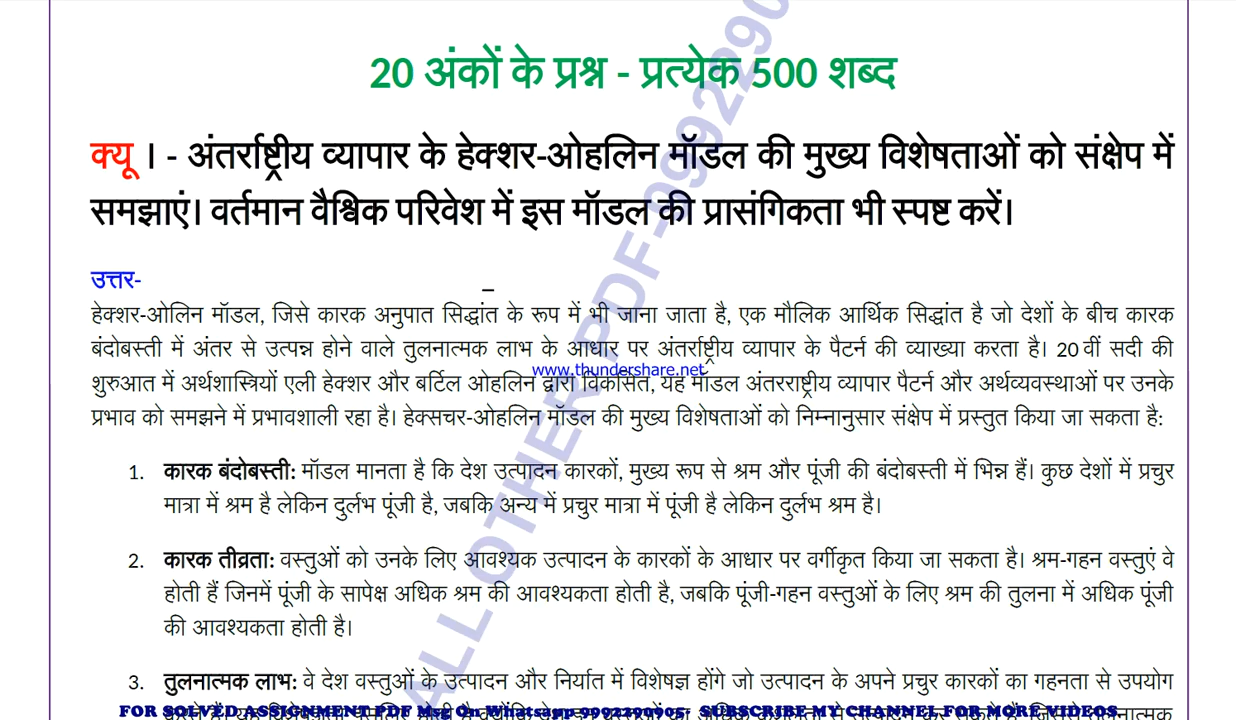 20 अंकों के प्रश्न - प्रत्येक 500 शब्द
क्यू । - अंतर्राष्ट्रीय व्यापार के हेक्शर-ओहलिन मॉडल की मुख्य विशेषताओं को संक्षेप में
समझाएं। वर्तमान वैश्विक परिवेश में इस मॉडल की प्रासंगिकता भी स्पष्ट करें।
उत्तर-
हेक्शर-ओलिन मॉडल, जिसे कारक अनुपात सिद्धांत के रूप में भी जाना जाता है, एक मौलिक आर्थिक सिद्धांत है जो देशों के बीच कारक
बंदोबस्ती में अंतर से उत्पन्न होने वाले तुलनात्मक लाभ के आधार पर अंतर्राष्ट्रीय व्यापार के पैटर्न की व्याख्या करता है। 20 वीं सदी की
www.thundershare.net
शुरुआत में अर्थशास्त्रियों एली हेक्शर और बर्टिल ओहलिन द्वारा विकसित, यह मॉडल अंतरराष्ट्रीय व्यापार पैटर्न और अर्थव्यवस्थाओं पर उनके
प्रभाव को समझने में प्रभावशाली रहा है। हेक्सचर-ओहलिन मॉडल की मुख्य विशेषताओं को निम्नानुसार संक्षेप में प्रस्तुत किया जा सकता है:
1. कारक बंदोबस्ती: मॉडल मानता है कि देश उत्पादन कारकों, मुख्य रूप से श्रम और पूंजी की बंदोबस्ती में भिन्न हैं। कुछ देशों में प्रचुर
मात्रा में श्रम है लेकिन दुर्लभ पूंजी है, जबकि अन्य में प्रचुर मात्रा में पूंजी है लेकिन दुर्लभ श्रम है।
2. कारक तीव्रता: वस्तुओं को उनके लिए आवश्यक उत्पादन के कारकों के आधार पर वर्गीकृत किया जा सकता है। श्रम-गहन वस्तुएं वे
होती हैं जिनमें पूंजी के सापेक्ष अधिक श्रम की आवश्यकता होती है, जबकि पूंजी-गहन वस्तुओं के लिए श्रम की तुलना में अधिक पूंजी
की आवश्यकता होती है।
3. तुलनात्मक लाभ: वे देश वस्तुओं के उत्पादन और निर्यात में विशेषज्ञ होंगे जो उत्पादन के अपने प्रचुर कारकों का गहनता से उपयोग
FOR SOLVED ASSIGNMENT PDF Msg On Whatsapp 9992290905- SUBSCRIBE MY CHANNEL FOR MORE VIDEOS
ALL OTHER PDF-999229